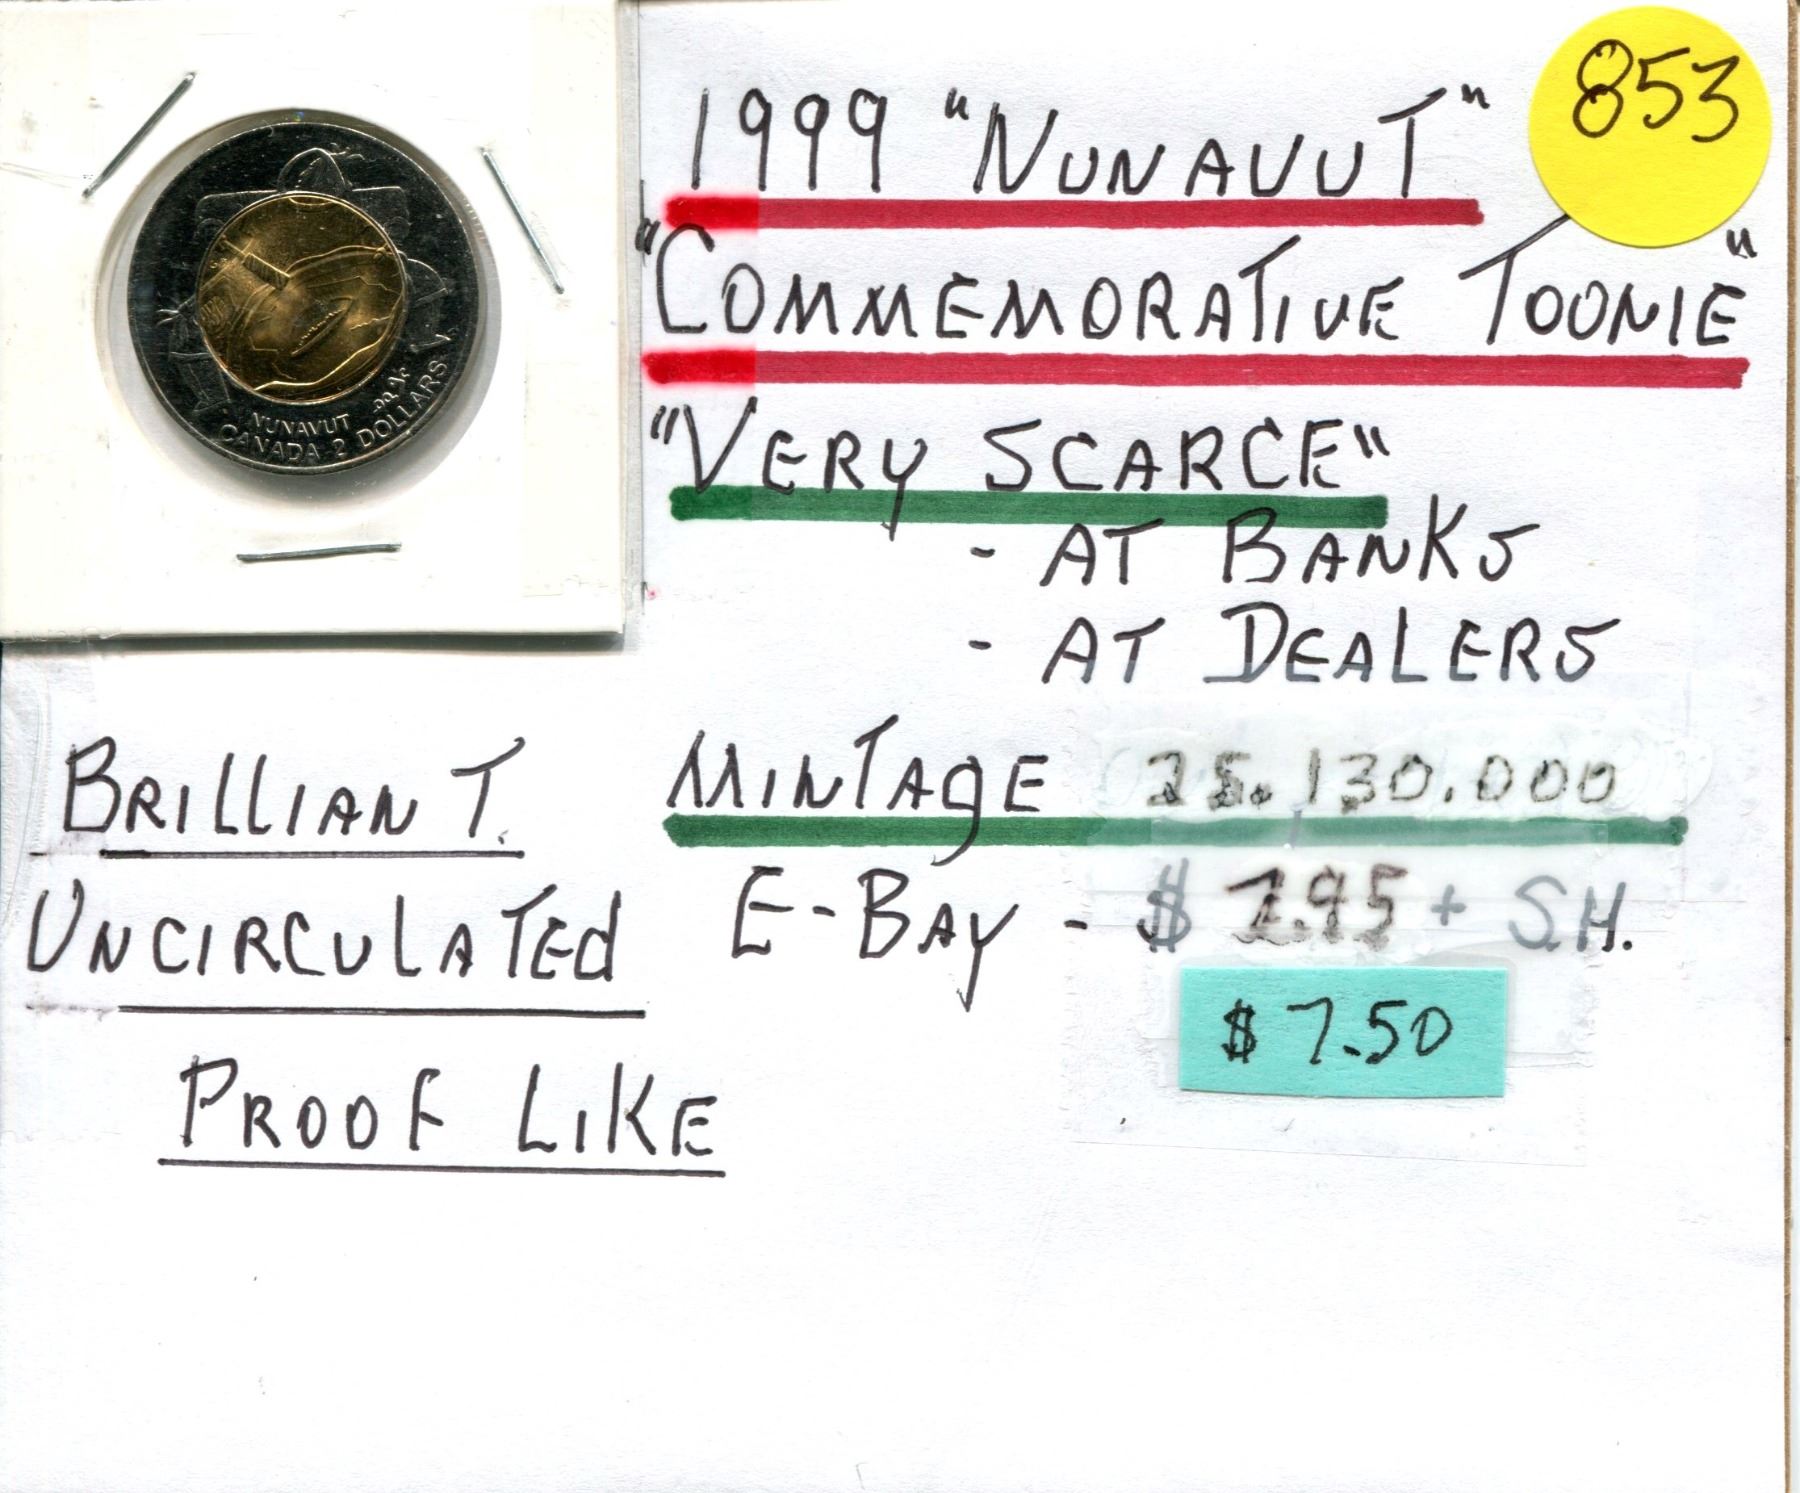 853
1999 "NUNAVUT"
"COMMEMORATIVE TOONIE"
"VERY SCARCE"
- AT BANKS
- AT DEALERS
MINTAGE 25.130.000
E-BAY - $ 7.95 + S.H.
$ 7.50
BRILLIANT
UNCIRCULATED
PROOF LIKE
NUNAVUT
CANADA 2 DOLLARS